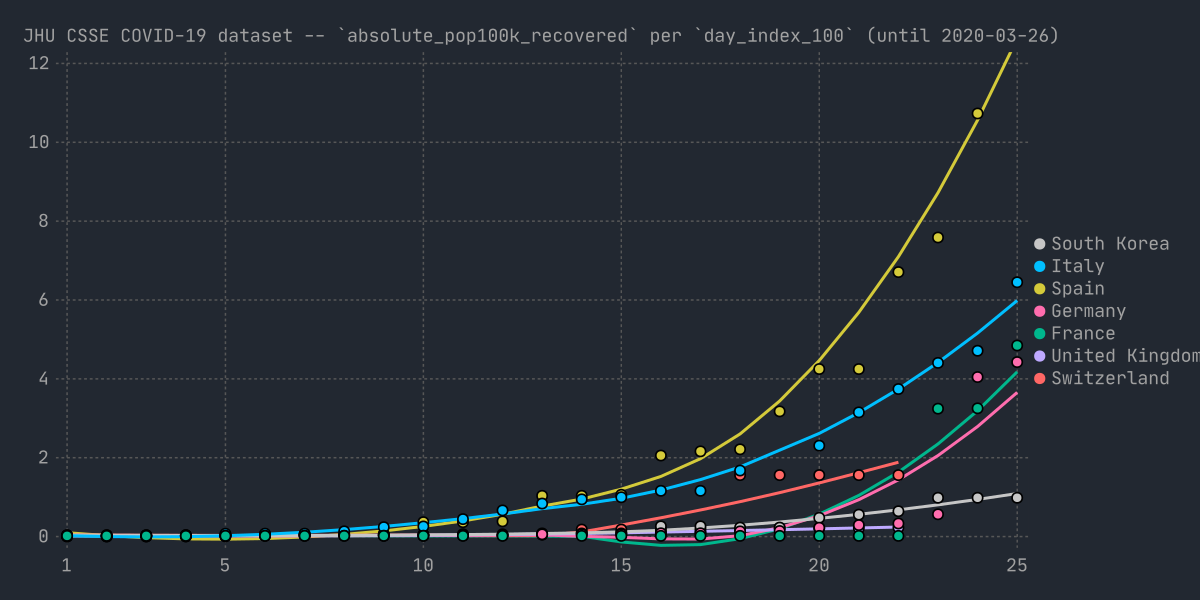 JHU CSSE COVID-19 dataset -- `absolute_pop100k_recovered` per `day_index_100` (until 2020-03-26)
12
10
8
6
4
2
0
South Korea
Italy
Spain
Germany
France
United Kingdom
Switzerland
1 5 10 15 20 25